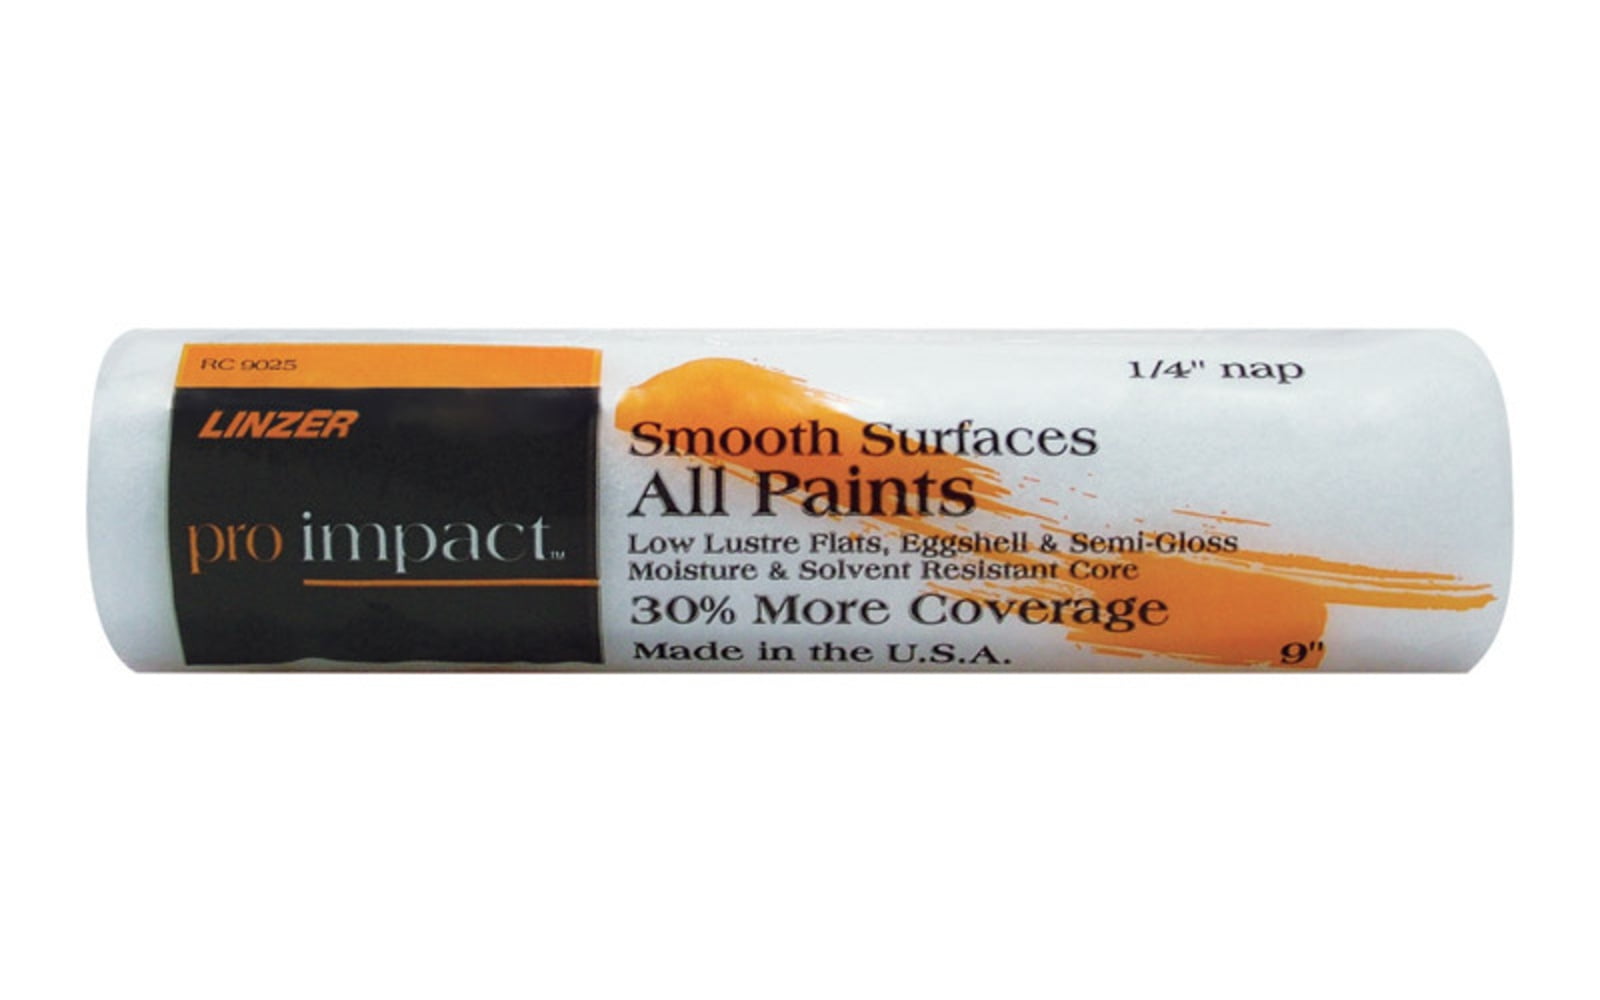 RC 9025
LINZER
pro impact™
1/4" nap
Smooth Surfaces
All Paints
Low Lustre Flats, Eggshell & Semi-Gloss
Moisture & Solvent Resistant Core
30% More Coverage
Made in the U.S.A.
9"